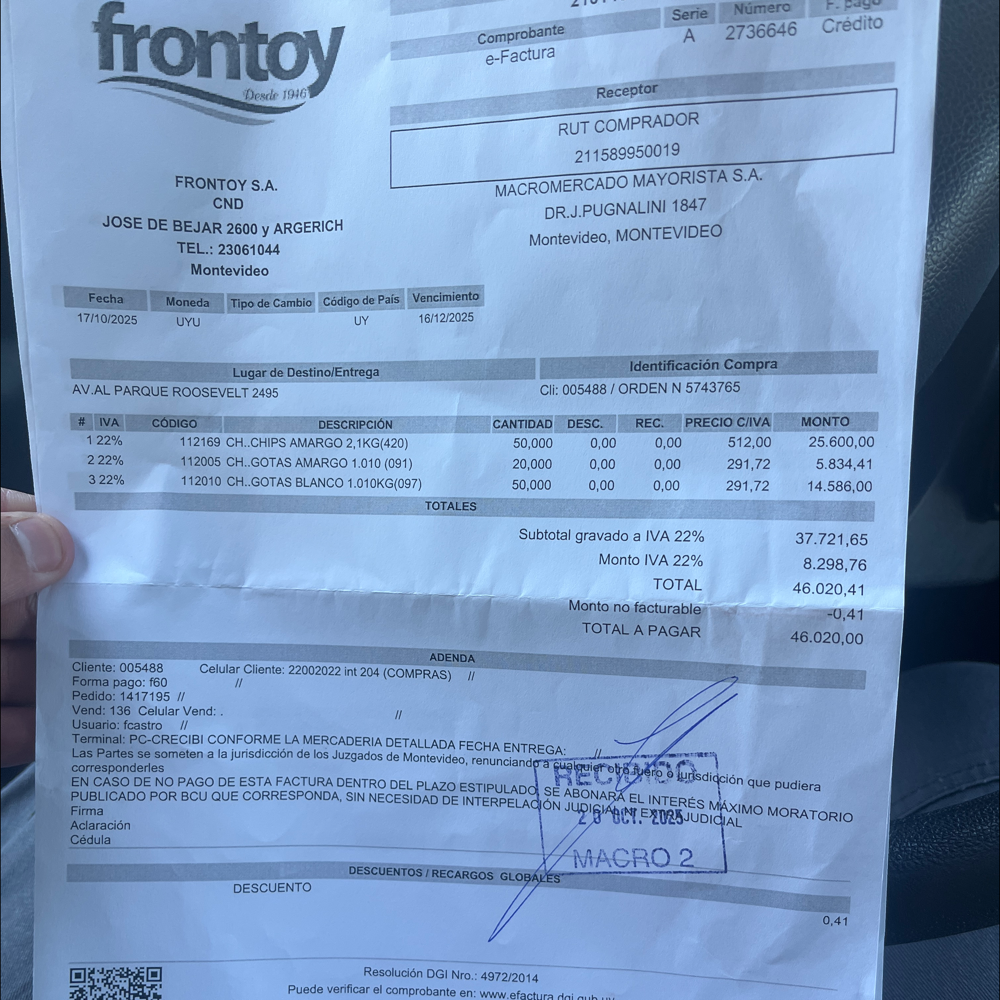 frontoy
Desde 1946
Comprobante Serie Número F. pago
e-Factura A 2736646 Crédito
Receptor
RUT COMPRADOR
211589950019
MACROMERCADO MAYORISTA S.A.
DR.J.PUGNALINI 1847
Montevideo, MONTEVIDEO
FRONTOY S.A.
CND
JOSE DE BEJAR 2600 y ARGERICH
TEL.: 23061044
Montevideo
Fecha Moneda Tipo de Cambio Código de País Vencimiento
17/10/2025 UYU UY 16/12/2025
Lugar de Destino/Entrega Identificación Compra
AV.AL PARQUE ROOSEVELT 2495 Cli: 005488 / ORDEN N 5743765
# IVA CÓDIGO DESCRIPCIÓN CANTIDAD DESC. REC. PRECIO C/IVA MONTO
1 22% 112169 CH..CHIPS AMARGO 2,1KG(420) 50,000 0,00 0,00 512,00 25.600,00
2 22% 112005 CH..GOTAS AMARGO 1.010 (091) 20,000 0,00 0,00 291,72 5.834,41
3 22% 112010 CH..GOTAS BLANCO 1.010KG(097) 50,000 0,00 0,00 291,72 14.586,00
TOTALES
Subtotal gravado a IVA 22% 37.721,65
Monto IVA 22% 8.298,76
TOTAL 46.020,41
Monto no facturable -0,41
TOTAL A PAGAR 46.020,00
ADENDA
Cliente: 005488 Celular Cliente: 22002022 int 204 (COMPRAS) //
Forma pago: f60 //
Pedido: 1417195 //
Vend: 136 Celular Vend: . //
Usuario: fcastro //
Terminal: PC-CRECIBI CONFORME LA MERCADERIA DETALLADA FECHA ENTREGA: //
Las Partes se someten a la jurisdicción de los Juzgados de Montevideo, renunciando a cualquier otro fuero o jurisdicción que pudiera
corresponderles
EN CASO DE NO PAGO DE ESTA FACTURA DENTRO DEL PLAZO ESTIPULADO, SE ABONARÁ EL INTERÉS MÁXIMO MORATORIO
PUBLICADO POR BCU QUE CORRESPONDA, SIN NECESIDAD DE INTERPELACIÓN JUDICIAL NI EXTRAJUDICIAL
Firma
Aclaración
Cédula
RECIBIDO
20 OCT. 2025
MACRO 2
DESCUENTOS / RECARGOS GLOBALES
DESCUENTO 0,41
Resolución DGI Nro.: 4972/2014
Puede verificar el comprobante en: www.efactura.dgi.gub.uy